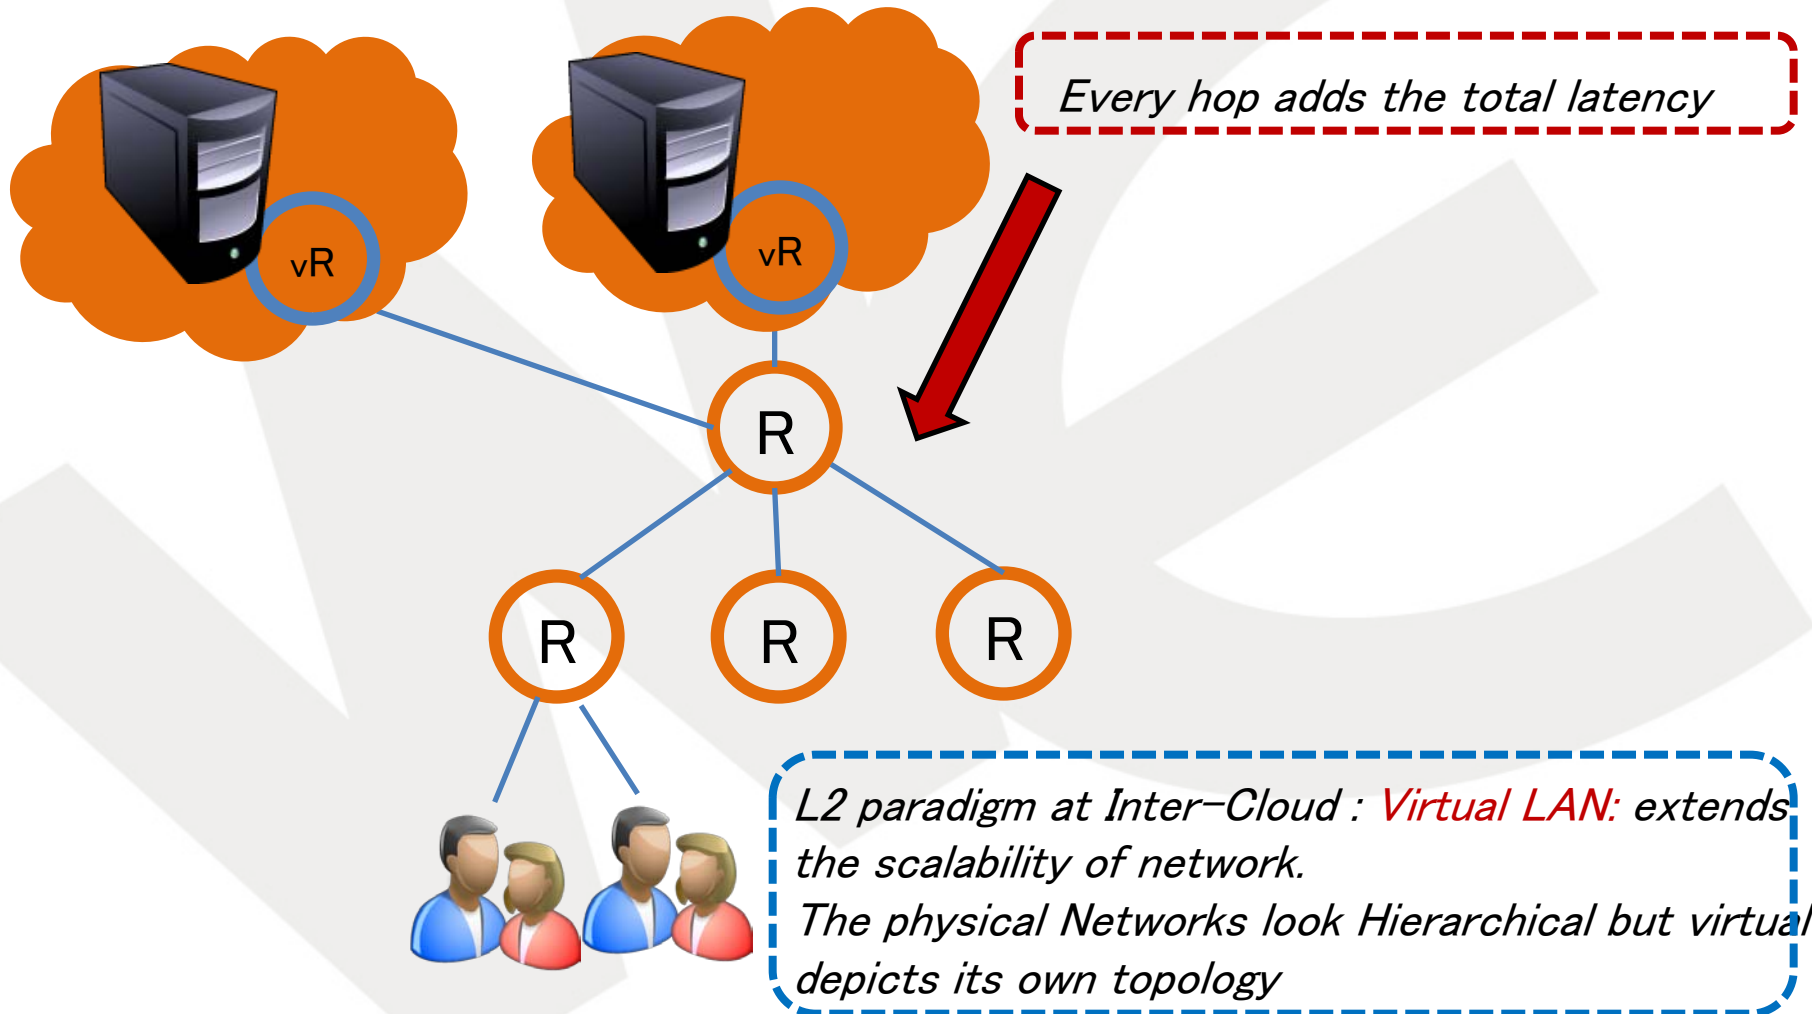 Every hop adds the total latency
vR
vR
R
R
R
R
L2 paradigm at Inter-Cloud : Virtual LAN: extends
the scalability of network.
The physical Networks look Hierarchical but virtual
depicts its own topology